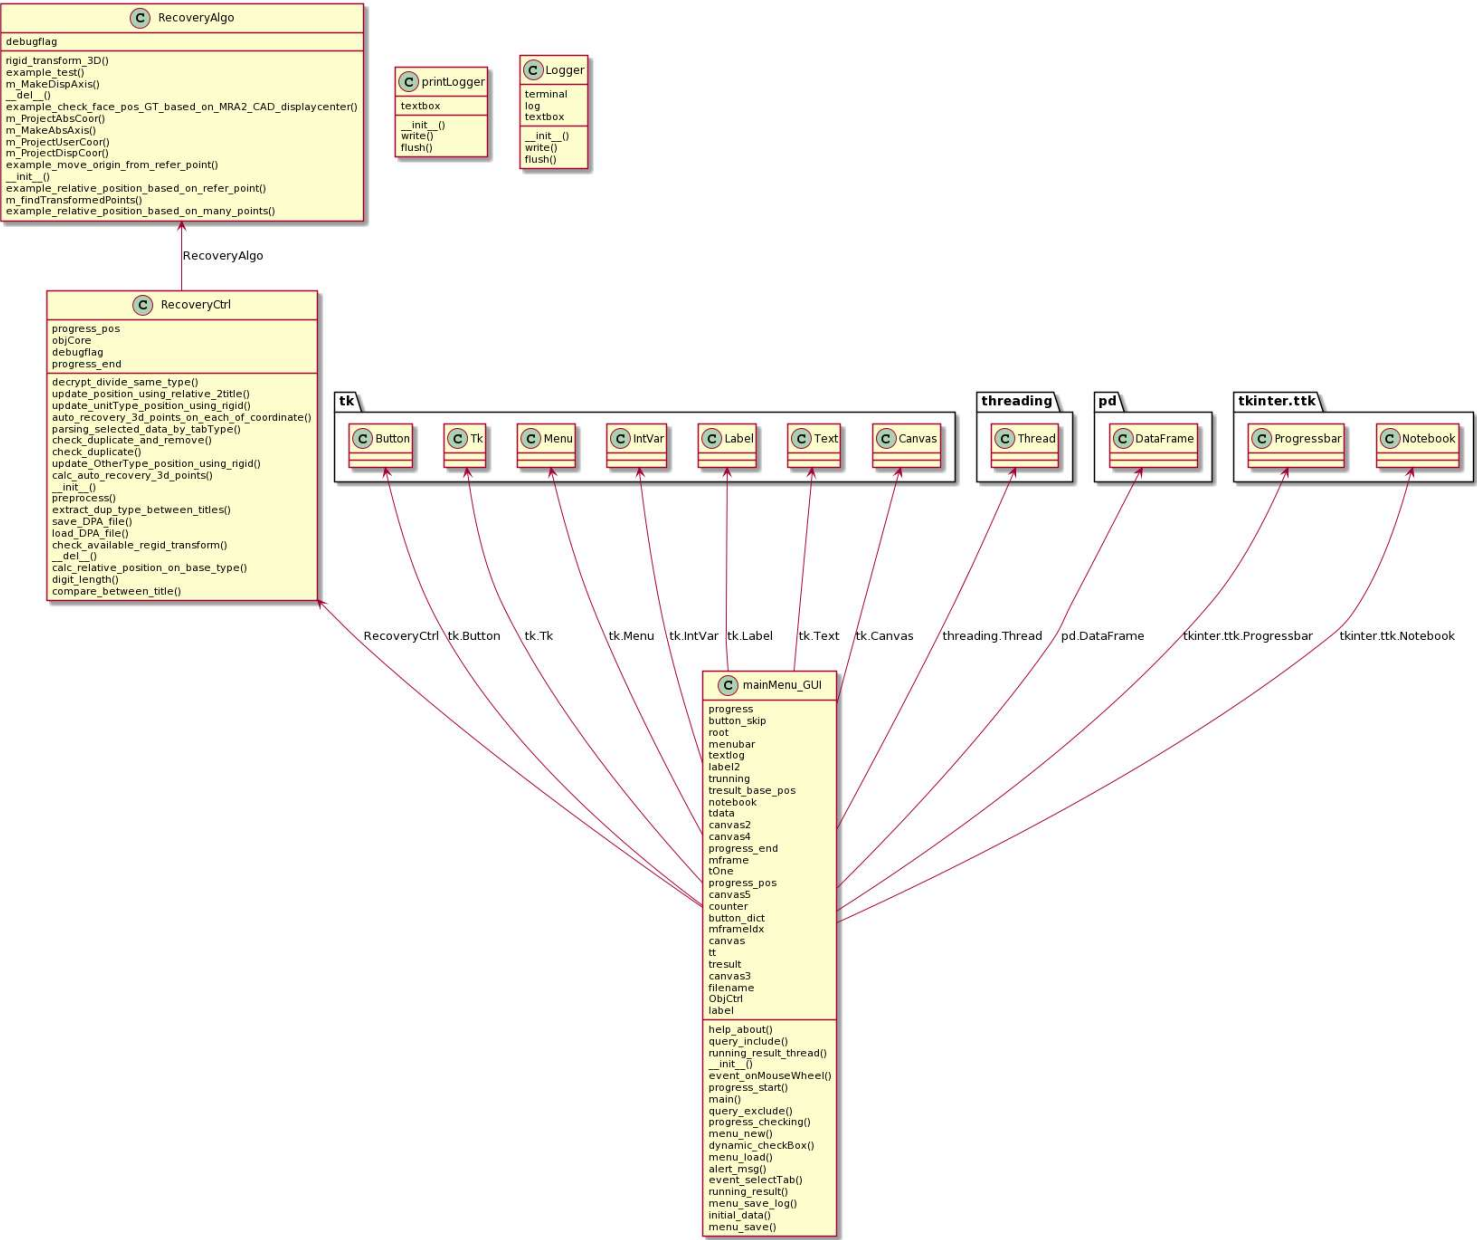 C RecoveryAlgo
debugflag
rigid_transform_3D()
example_test()
m_MakeDispAxis()
__del__()
example_check_face_pos_GT_based_on_MRA2_CAD_displaycenter()
m_ProjectAbsCoor()
m_MakeAbsAxis()
m_ProjectUserCoor()
m_ProjectDispCoor()
example_move_origin_from_refer_point()
__init__()
example_relative_position_based_on_refer_point()
m_findTransformedPoints()
example_relative_position_based_on_many_points()
C printLogger
textbox
__init__()
write()
flush()
C Logger
terminal
log
textbox
__init__()
write()
flush()
RecoveryAlgo
C RecoveryCtrl
progress_pos
objCore
debugflag
progress_end
decrypt_divide_same_type()
update_position_using_relative_2title()
update_unitType_position_using_rigid()
auto_recovery_3d_points_on_each_of_coordinate()
parsing_selected_data_by_tabType()
check_duplicate_and_remove()
check_duplicate()
update_OtherType_position_using_rigid()
calc_auto_recovery_3d_points()
__init__()
preprocess()
extract_dup_type_between_titles()
save_DPA_file()
load_DPA_file()
check_available_regid_transform()
__del__()
calc_relative_position_on_base_type()
digit_length()
compare_between_title()
tk
C Button
C Tk
C Menu
C IntVar
C Label
C Text
C Canvas
threading
C Thread
pd
C DataFrame
tkinter.ttk
C Progressbar
C Notebook
RecoveryCtrl
tk.Button
tk.Tk
tk.Menu
tk.IntVar
tk.Label
tk.Text
tk.Canvas
threading.Thread
pd.DataFrame
tkinter.ttk.Progressbar
tkinter.ttk.Notebook
C mainMenu_GUI
progress
button_skip
root
menubar
textlog
label2
trunning
tresult_base_pos
notebook
tdata
canvas2
canvas4
progress_end
mframe
tOne
progress_pos
canvas5
counter
button_dict
mframeIdx
canvas
tt
tresult
canvas3
filename
ObjCtrl
label
help_about()
query_include()
running_result_thread()
__init__()
event_onMouseWheel()
progress_start()
main()
query_exclude()
progress_checking()
menu_new()
dynamic_checkBox()
menu_load()
alert_msg()
event_selectTab()
running_result()
menu_save_log()
initial_data()
menu_save()